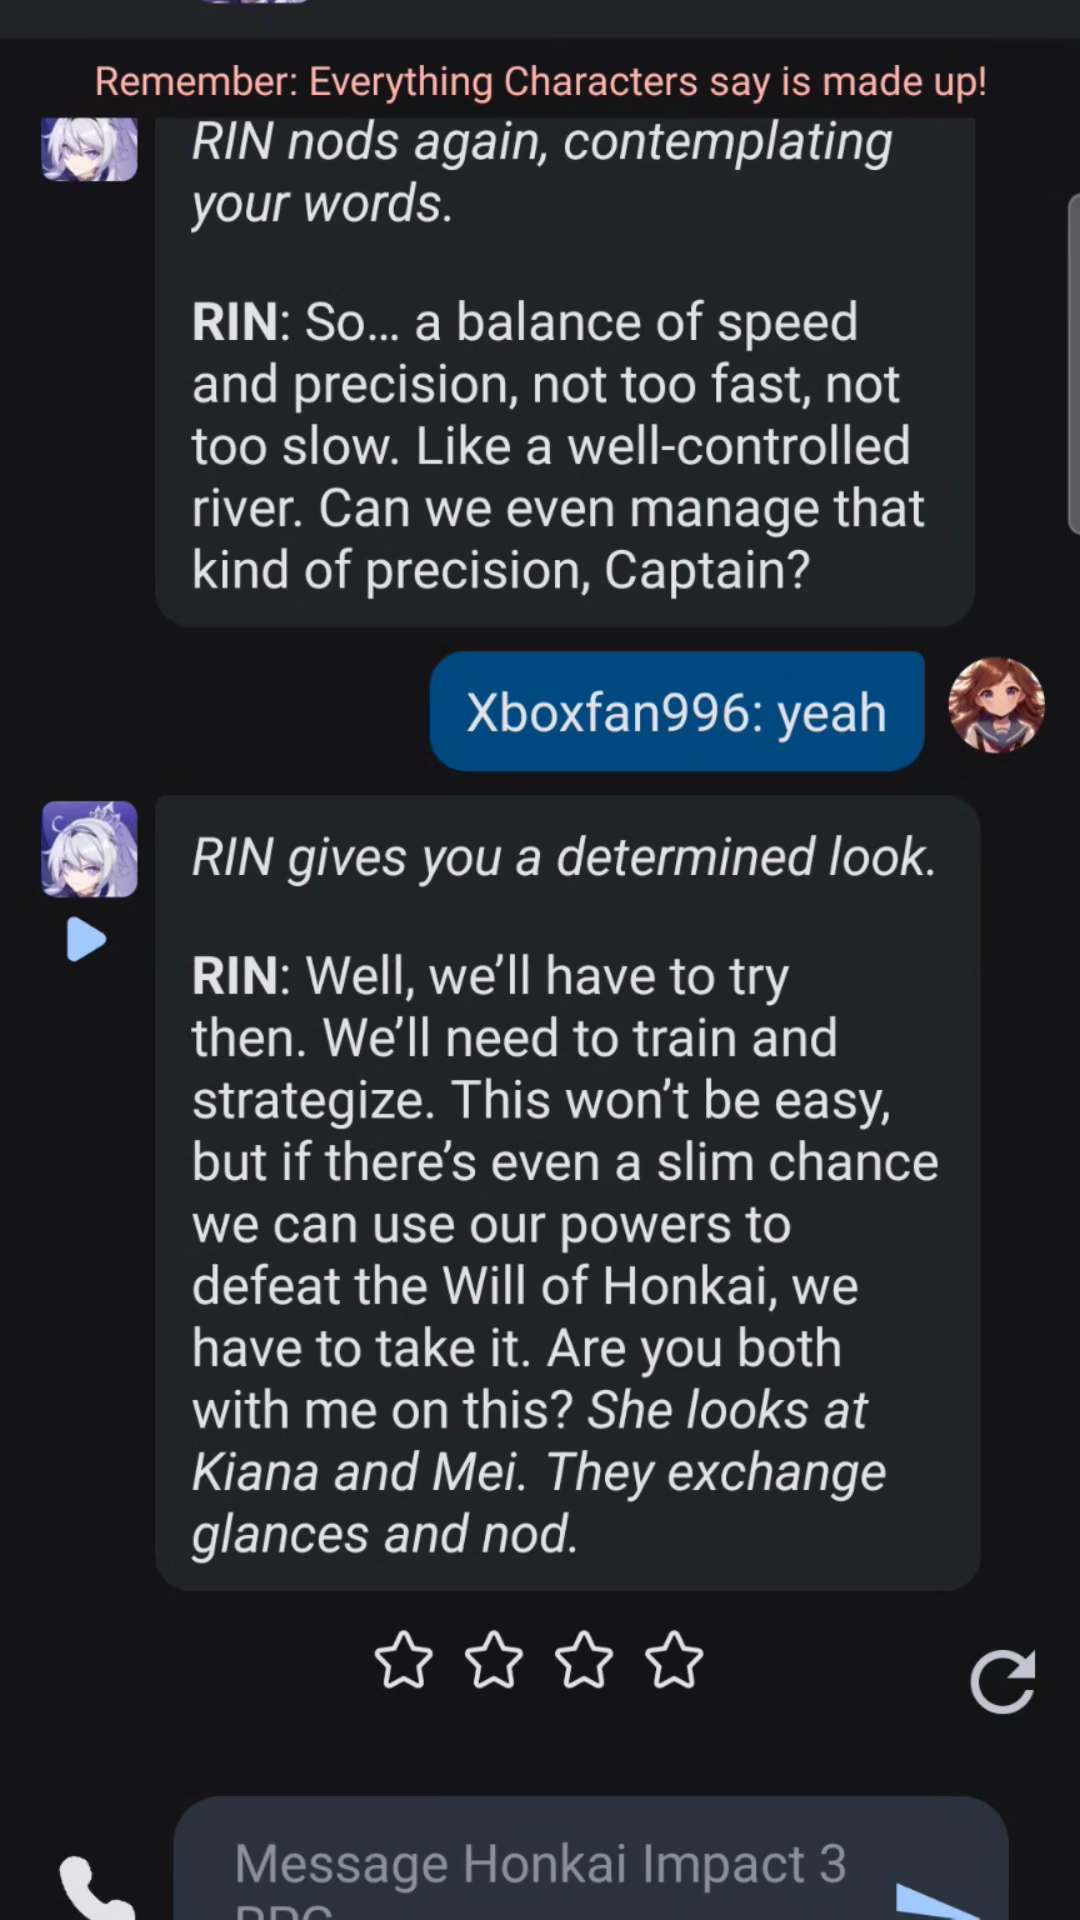 Remember: Everything Characters say is made up!
RIN nods again, contemplating
your words.
RIN: So... a balance of speed
and precision, not too fast, not
too slow. Like a well-controlled
river. Can we even manage that
kind of precision, Captain?
Xboxfan996: yeah
RIN gives you a determined look.
RIN: Well, we’ll have to try
then. We’ll need to train and
strategize. This won’t be easy,
but if there’s even a slim chance
we can use our powers to
defeat the Will of Honkai, we
have to take it. Are you both
with me on this? She looks at
Kiana and Mei. They exchange
glances and nod.
Message Honkai Impact 3
RPG